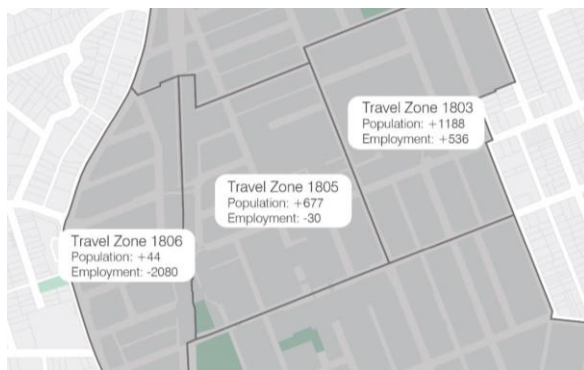 Travel Zone 1803
Population: +1188
Employment: +536
Travel Zone 1805
Population: +677
Employment: -30
Travel Zone 1806
Population: +44
Employment: -2080